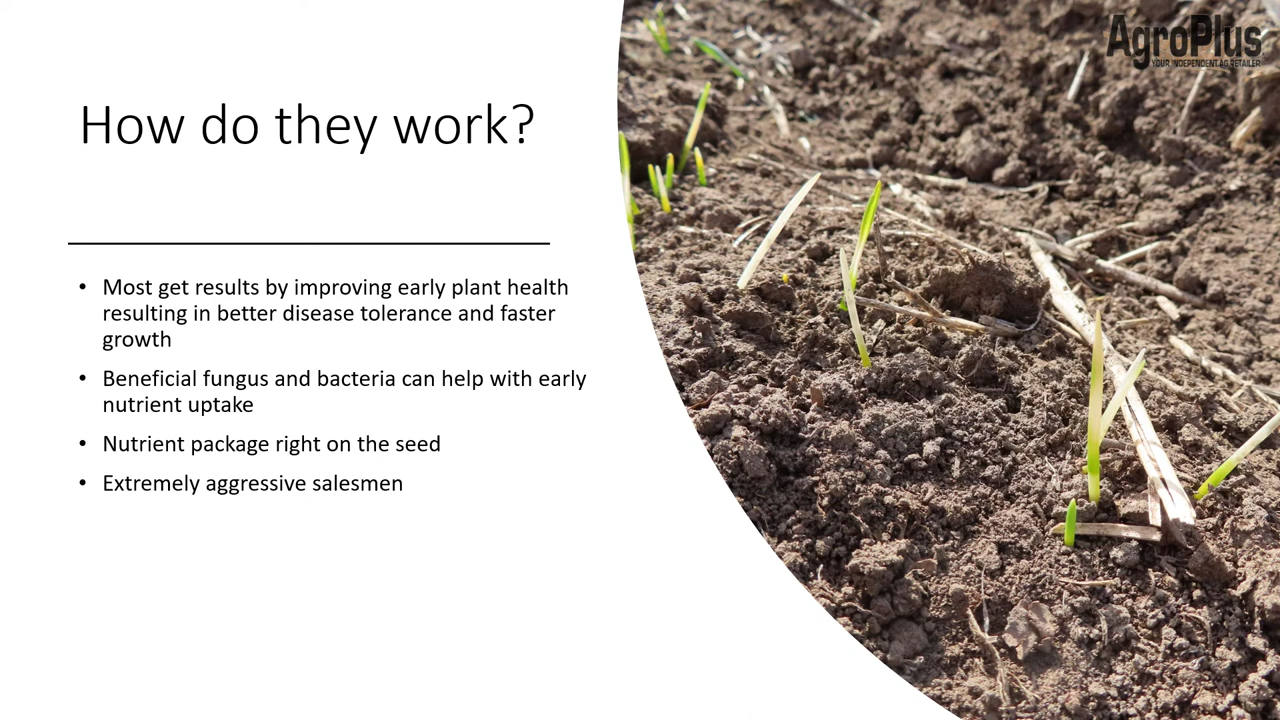 AgroPlus
YOUR INDEPENDENT AG RETAILER
How do they work?
• Most get results by improving early plant health
resulting in better disease tolerance and faster
growth
• Beneficial fungus and bacteria can help with early
nutrient uptake
• Nutrient package right on the seed
• Extremely aggressive salesmen